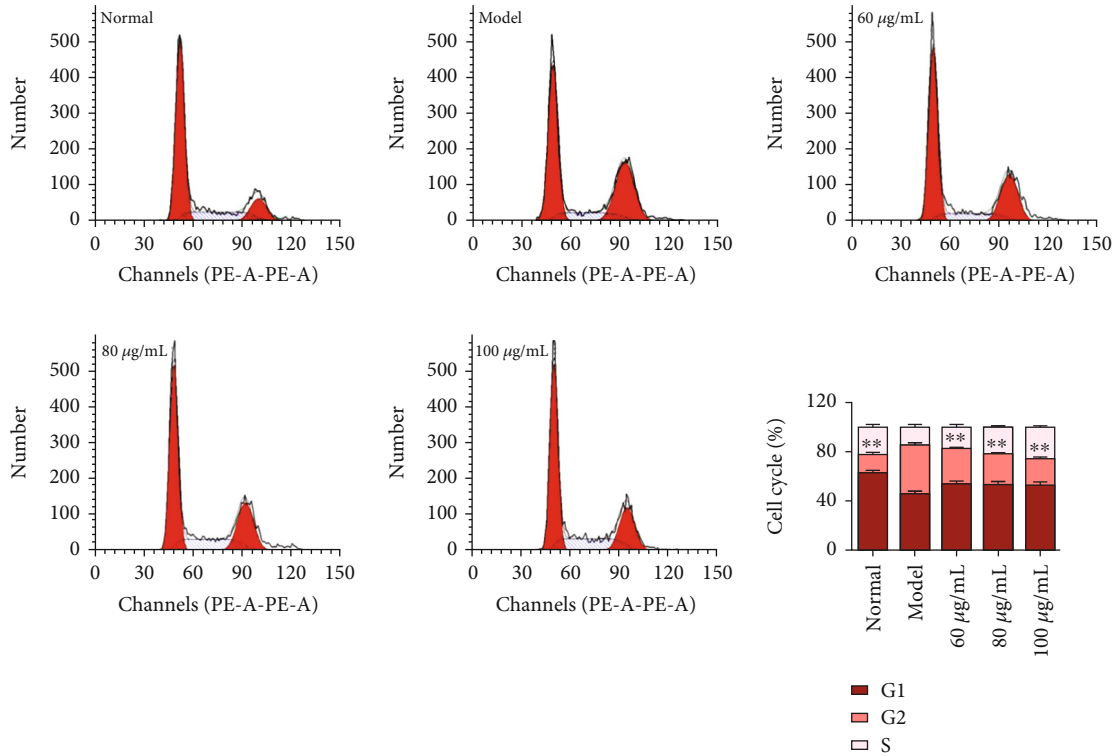 Normal
500
400
300
200
100
0
Number
0 30 60 90 120 150
Channels (PE-A-PE-A)
Model
500
400
300
200
100
0
Number
0 30 60 90 120 150
Channels (PE-A-PE-A)
60 μg/mL
500
400
300
200
100
0
Number
0 30 60 90 120 150
Channels (PE-A-PE-A)
80 μg/mL
500
400
300
200
100
0
Number
0 30 60 90 120 150
Channels (PE-A-PE-A)
100 μg/mL
500
400
300
200
100
0
Number
0 30 60 90 120 150
Channels (PE-A-PE-A)
120
80
40
0
Cell cycle (%)
** ** ** **
Normal
Model
60 μg/mL
80 μg/mL
100 μg/mL
G1
G2
S